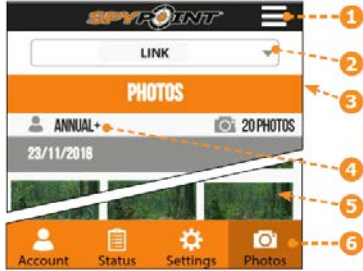 SPYPOINT
1
LINK
2
PHOTOS
3
ANNUAL+
20 PHOTOS
4
23/11/2016
5
Account Status Settings Photos
6